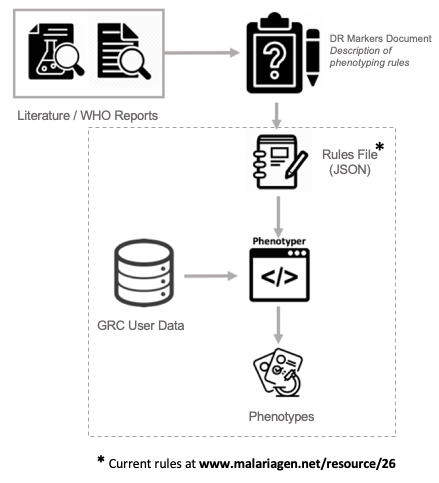 DR Markers Document
Description of
phenotyping rules
Literature / WHO Reports
Rules File*
(JSON)
Phenotyper
</>
GRC User Data
Phenotypes
* Current rules at www.malariagen.net/resource/26